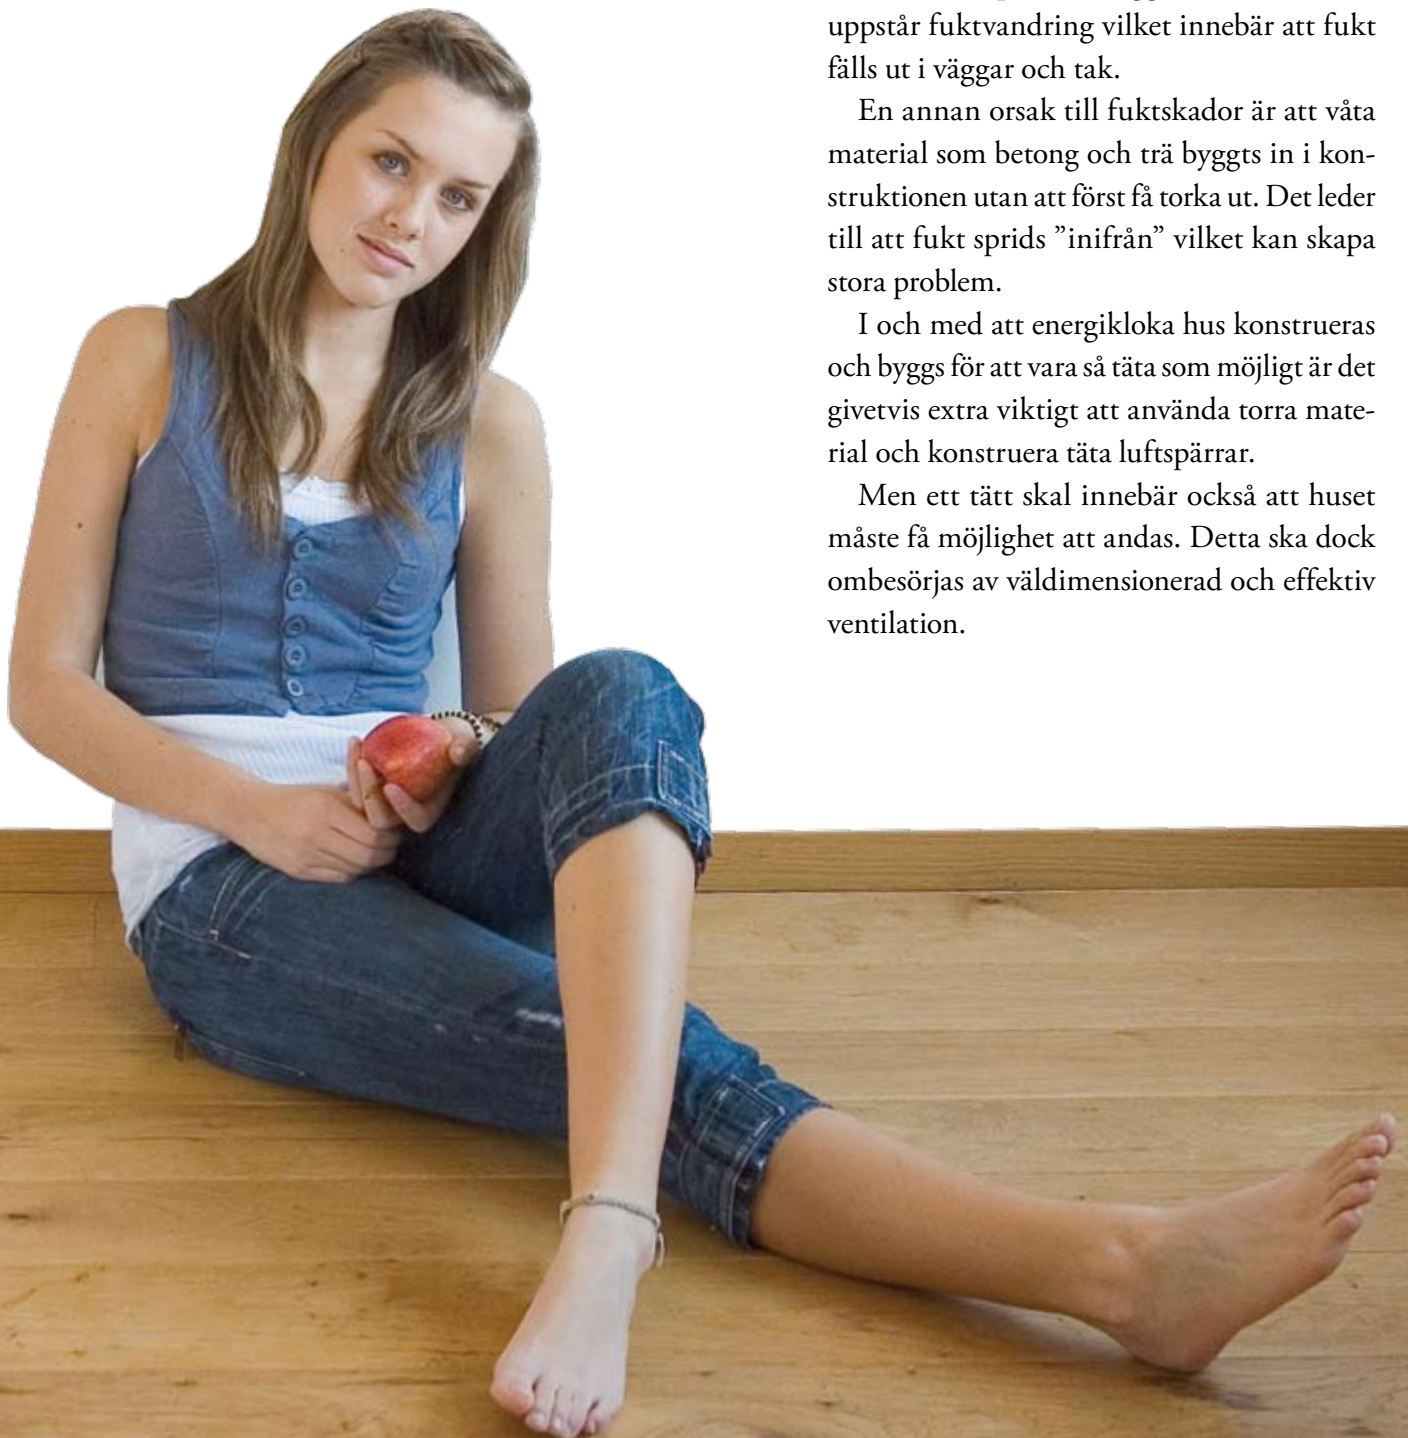 uppstår fuktvandring vilket innebär att fukt
fälls ut i väggar och tak.
En annan orsak till fuktskador är att våta
material som betong och trä byggts in i kon-
struktionen utan att först få torka ut. Det leder
till att fukt sprids ”inifrån” vilket kan skapa
stora problem.
I och med att energikloka hus konstrueras
och byggs för att vara så täta som möjligt är det
givetvis extra viktigt att använda torra mate-
rial och konstruera täta luftspärrar.
Men ett tätt skal innebär också att huset
måste få möjlighet att andas. Detta ska dock
ombesörjas av väldimensionerad och effektiv
ventilation.